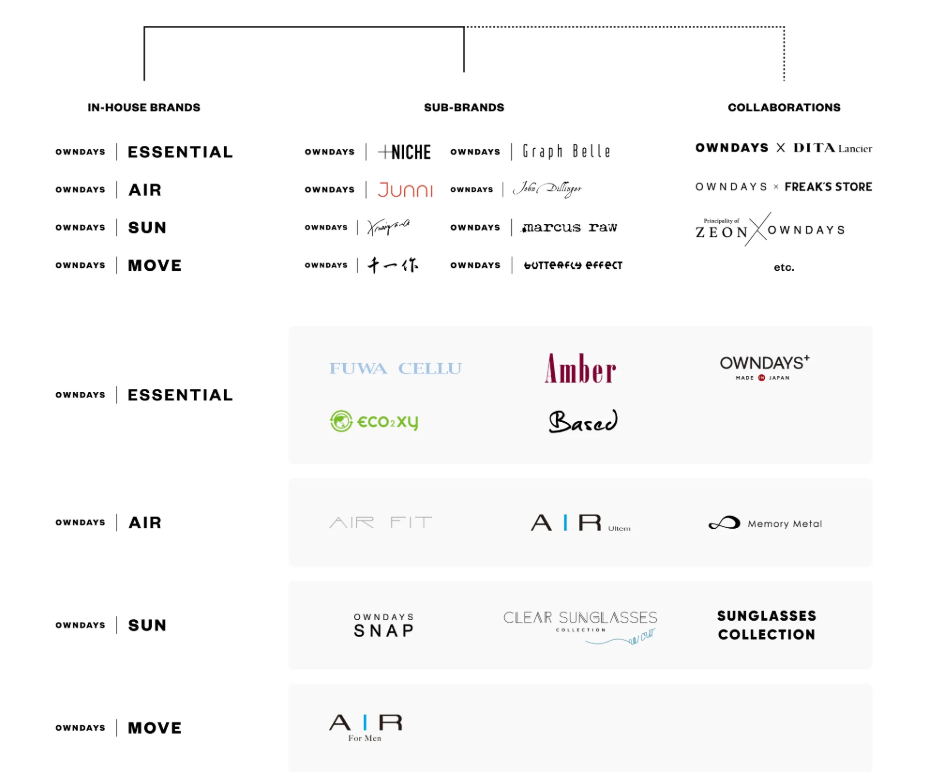 IN-HOUSE BRANDS
SUB-BRANDS
COLLABORATIONS
OWNDAYS | ESSENTIAL
OWNDAYS | AIR
OWNDAYS | SUN
OWNDAYS | MOVE
OWNDAYS | +NICHE
OWNDAYS | Graph Belle
OWNDAYS | Junni
OWNDAYS | John Dillinger
OWNDAYS |
OWNDAYS | marcus raw
OWNDAYS | 千一作
OWNDAYS | BUTTERFLY EFFECT
OWNDAYS X DITA Lancier
OWNDAYS × FREAK'S STORE
Principality of
ZEON X OWNDAYS
etc.
OWNDAYS | ESSENTIAL
FUWA CELLU
Amber
OWNDAYS+
MADE IN JAPAN
ECO2XY
Based
OWNDAYS | AIR
AIR FIT
AIR Ultem
Memory Metal
OWNDAYS | SUN
OWNDAYS
SNAP
CLEAR SUNGLASSES
COLLECTION
SUNGLASSES
COLLECTION
OWNDAYS | MOVE
AIR
For Men